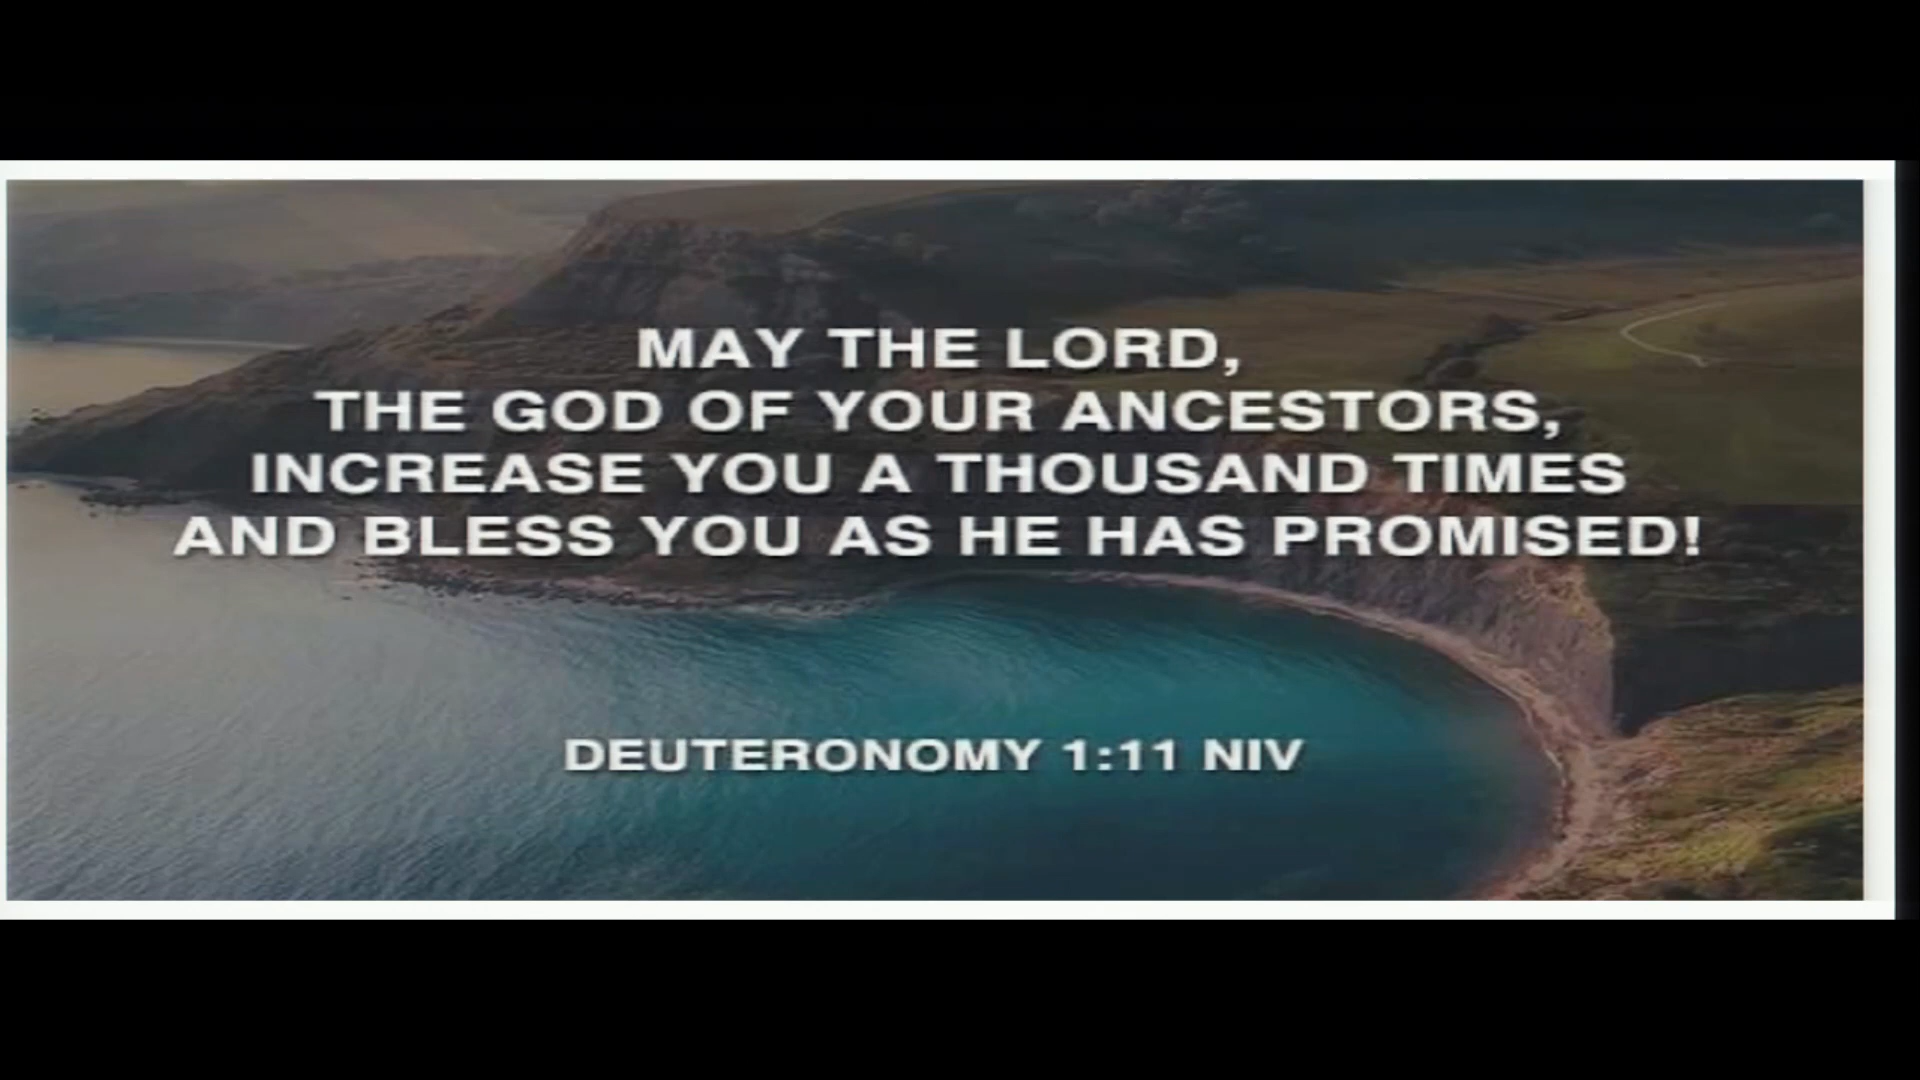 MAY THE LORD,
THE GOD OF YOUR ANCESTORS,
INCREASE YOU A THOUSAND TIMES
AND BLESS YOU AS HE HAS PROMISED!
DEUTERONOMY 1:11 NIV